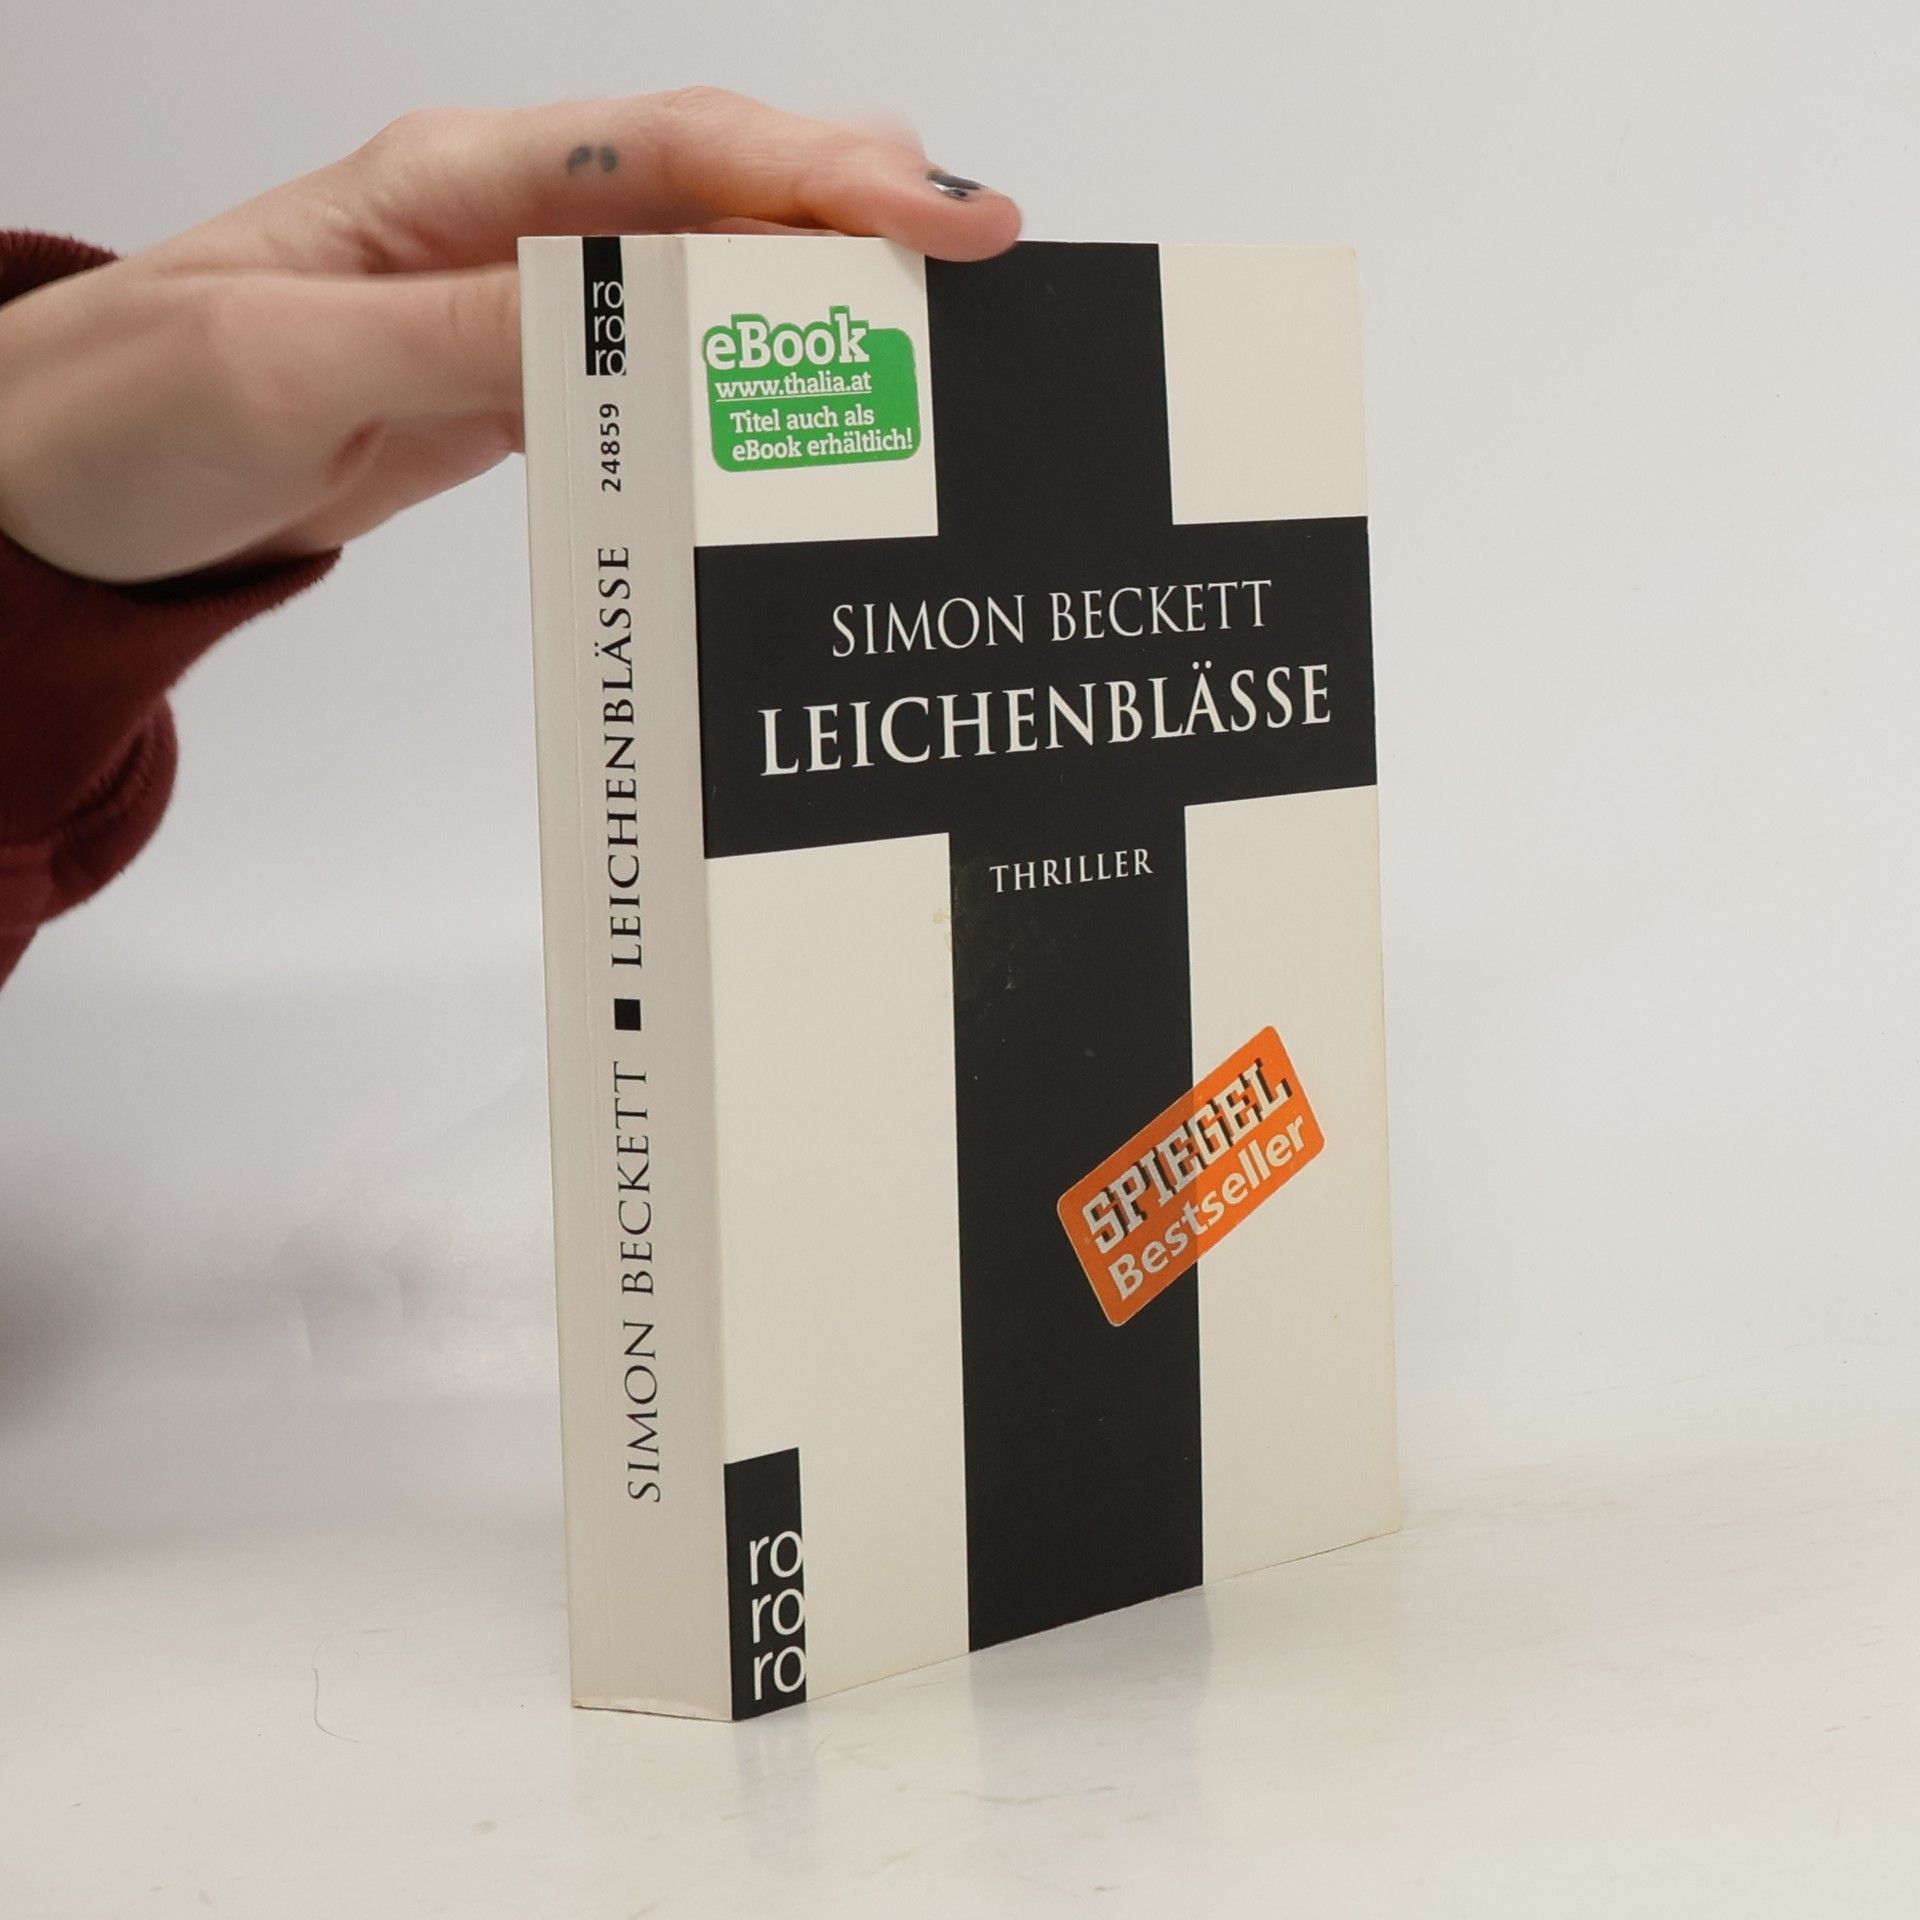 ro
ro
ro
24859
SIMON BECKETT ■ LEICHENBLÄSSE
eBook
www.thalia.at
Titel auch als
eBook erhältlich!
SIMON BECKETT
LEICHENBLÄSSE
THRILLER
SPIEGEL
Bestseller
ro
ro
ro